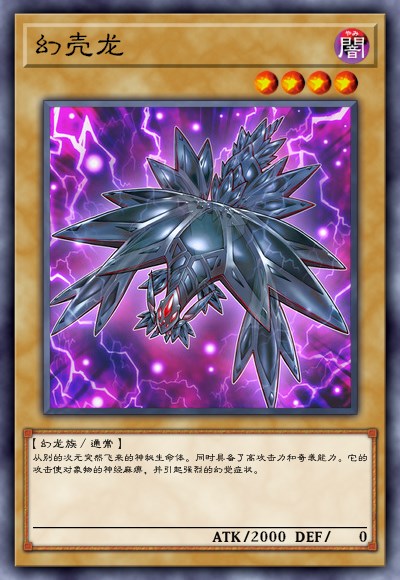 幻壳龙
やみ
闇
【幻龙族／通常】
从别的次元突然飞来的神秘生命体。同时具备了高攻击力和奇袭能力。它的
攻击使对象物的神经麻痹，并引起强烈的幻觉症状。
ATK/2000 DEF/ 0